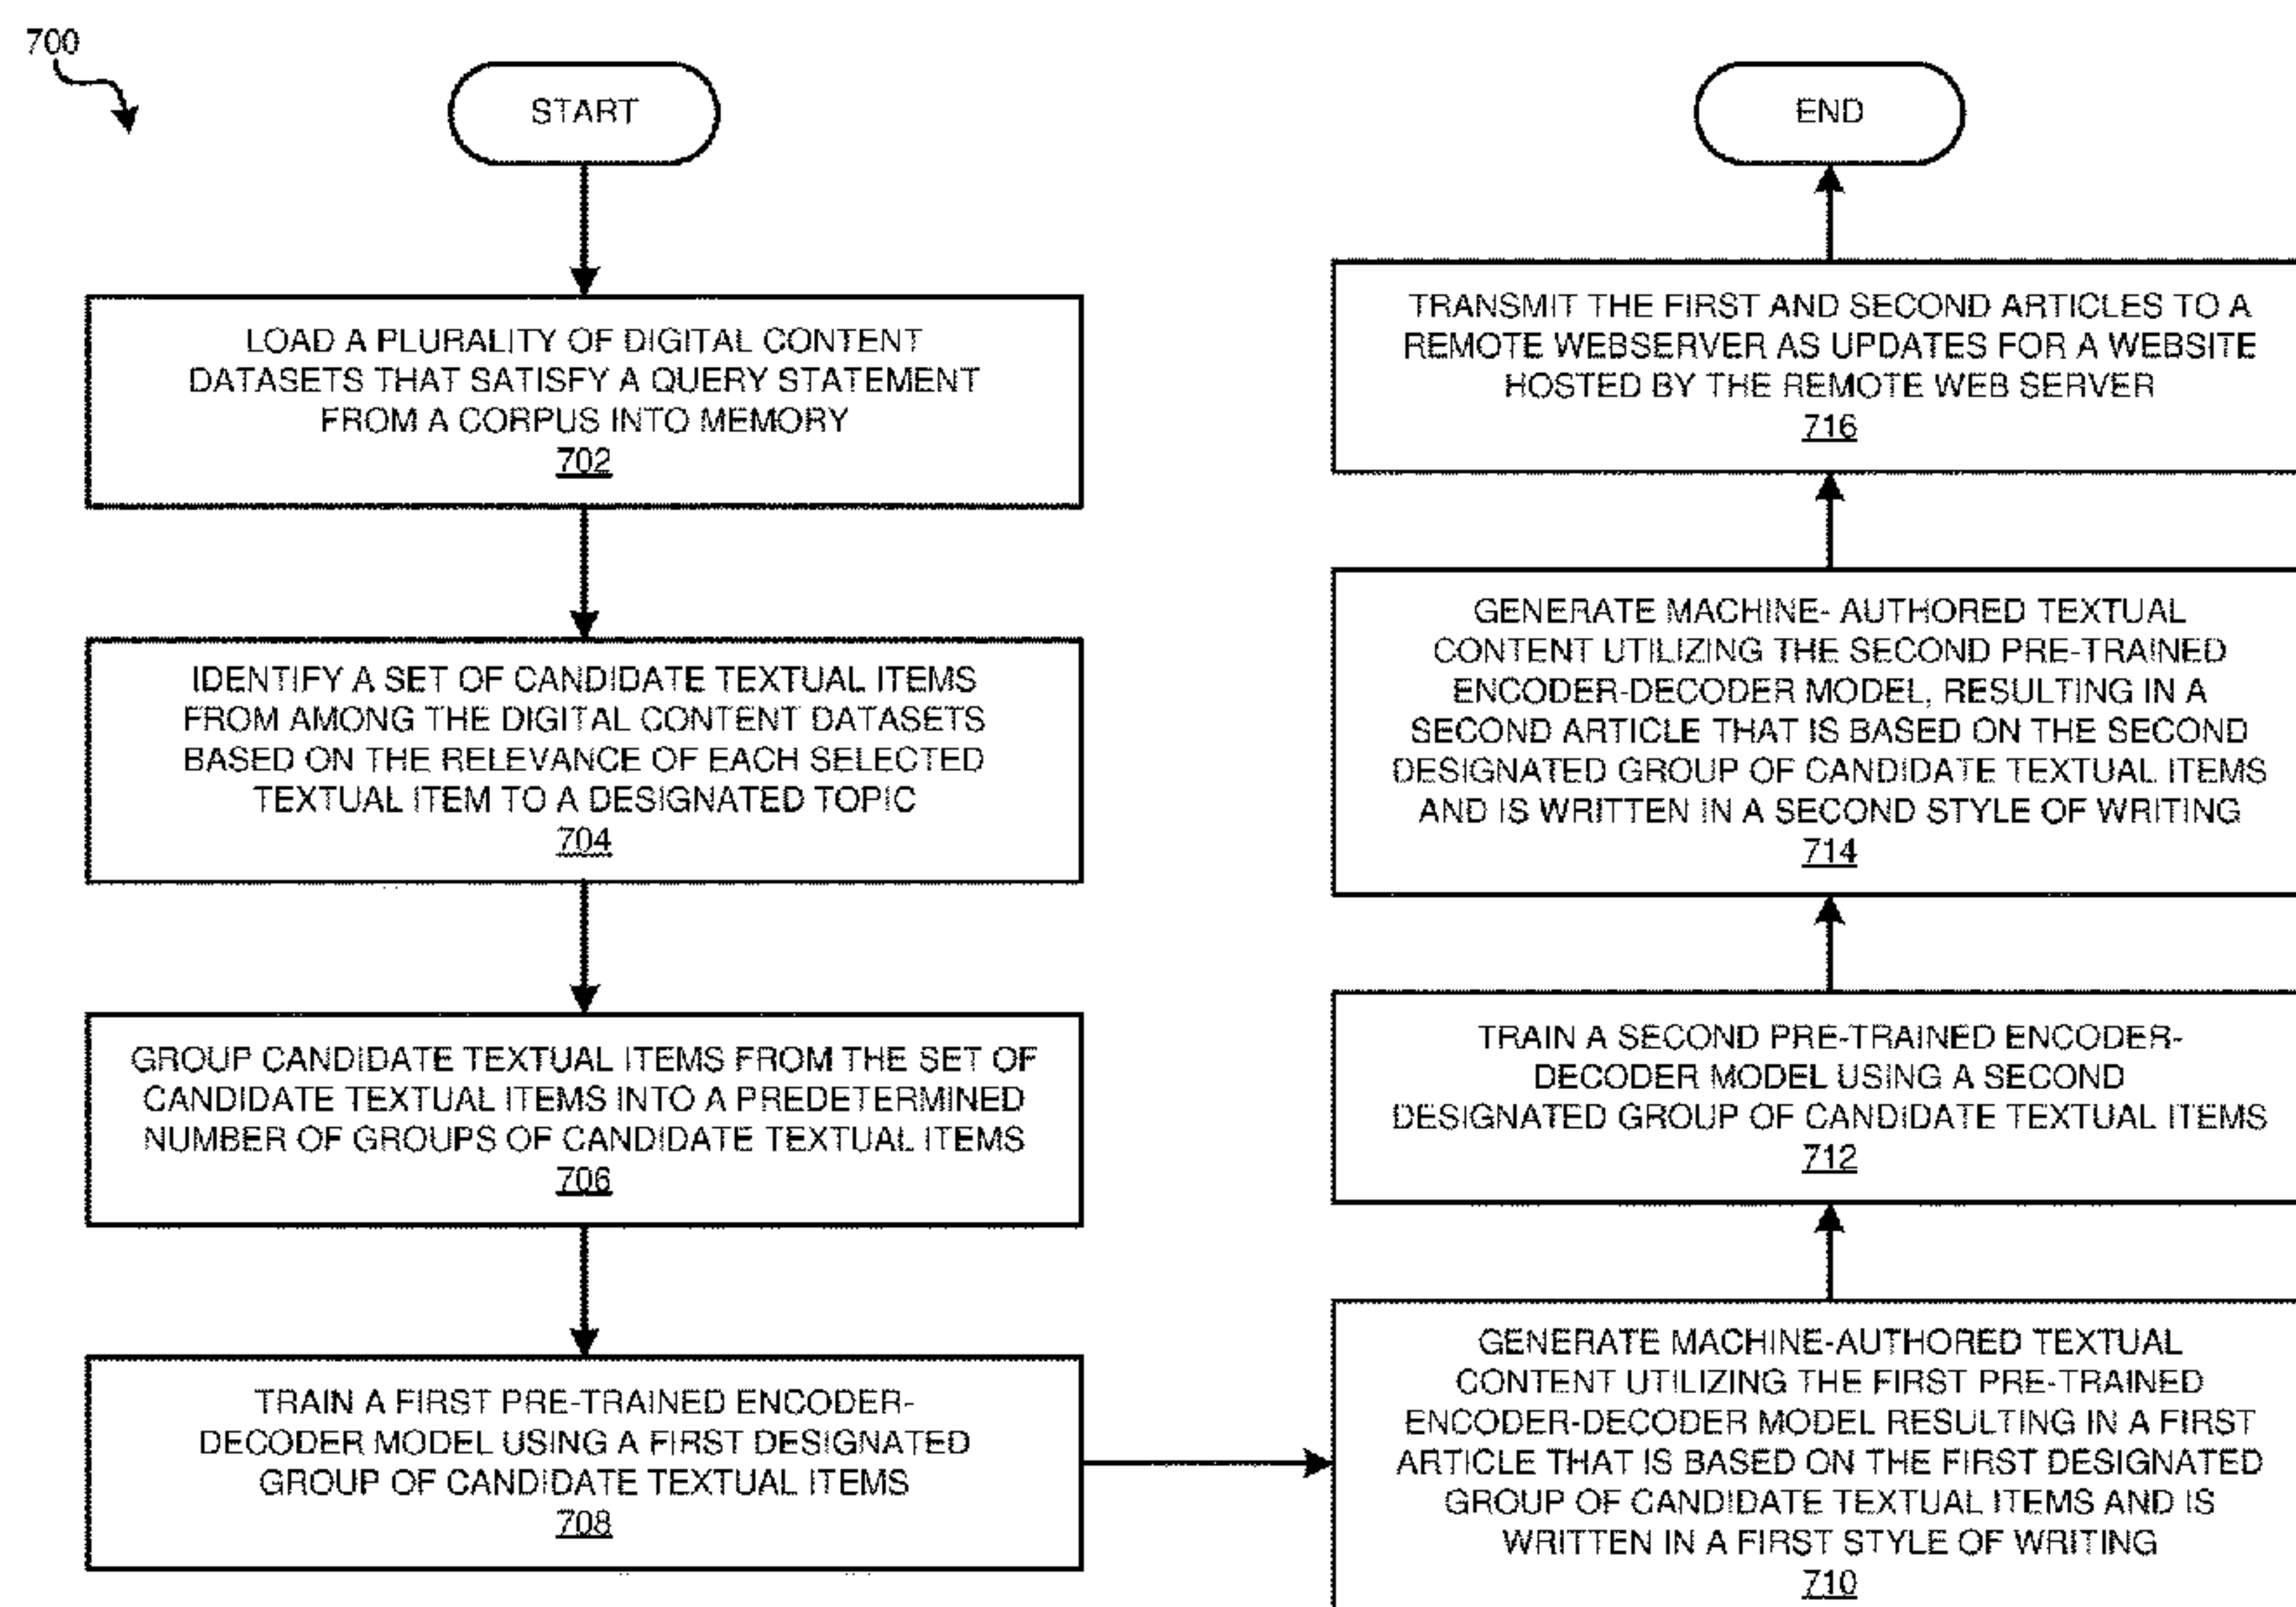 700
START
LOAD A PLURALITY OF DIGITAL CONTENT
DATASETS THAT SATISFY A QUERY STATEMENT
FROM A CORPUS INTO MEMORY
702
IDENTIFY A SET OF CANDIDATE TEXTUAL ITEMS
FROM AMONG THE DIGITAL CONTENT DATASETS
BASED ON THE RELEVANCE OF EACH SELECTED
TEXTUAL ITEM TO A DESIGNATED TOPIC
704
GROUP CANDIDATE TEXTUAL ITEMS FROM THE SET OF
CANDIDATE TEXTUAL ITEMS INTO A PREDETERMINED
NUMBER OF GROUPS OF CANDIDATE TEXTUAL ITEMS
706
TRAIN A FIRST PRE-TRAINED ENCODER-
DECODER MODEL USING A FIRST DESIGNATED
GROUP OF CANDIDATE TEXTUAL ITEMS
708
GENERATE MACHINE-AUTHORED TEXTUAL
CONTENT UTILIZING THE FIRST PRE-TRAINED
ENCODER-DECODER MODEL RESULTING IN A FIRST
ARTICLE THAT IS BASED ON THE FIRST DESIGNATED
GROUP OF CANDIDATE TEXTUAL ITEMS AND IS
WRITTEN IN A FIRST STYLE OF WRITING
710
TRAIN A SECOND PRE-TRAINED ENCODER-
DECODER MODEL USING A SECOND
DESIGNATED GROUP OF CANDIDATE TEXTUAL ITEMS
712
GENERATE MACHINE- AUTHORED TEXTUAL
CONTENT UTILIZING THE SECOND PRE-TRAINED
ENCODER-DECODER MODEL, RESULTING IN A
SECOND ARTICLE THAT IS BASED ON THE SECOND
DESIGNATED GROUP OF CANDIDATE TEXTUAL ITEMS
AND IS WRITTEN IN A SECOND STYLE OF WRITING
714
TRANSMIT THE FIRST AND SECOND ARTICLES TO A
REMOTE WEBSERVER AS UPDATES FOR A WEBSITE
HOSTED BY THE REMOTE WEB SERVER
716
END